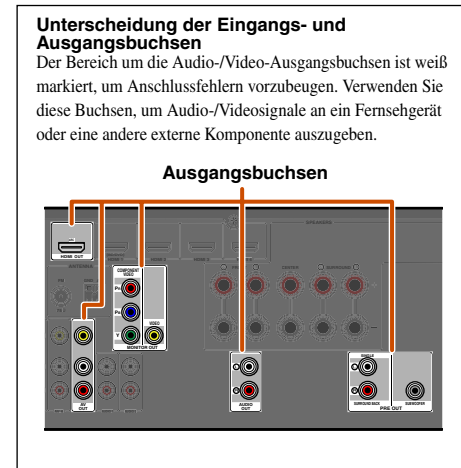 Unterscheidung der Eingangs- und
Ausgangsbuchsen
Der Bereich um die Audio-/Video-Ausgangsbuchsen ist weiß
markiert, um Anschlussfehlern vorzubeugen. Verwenden Sie
diese Buchsen, um Audio-/Videosignale an ein Fernsehgerät
oder eine andere externe Komponente auszugeben.
Ausgangsbuchsen
SPEAKERS
HDMI OUT
ANTENNA
COMPONENT
VIDEO
PR
PB
Y
VIDEO
MONITOR OUT
CENTER
SURROUND
AV
OUT
AUDIO
OUT
SINGLE
SURROUND BACK
SUBWOOFER
PRE OUT